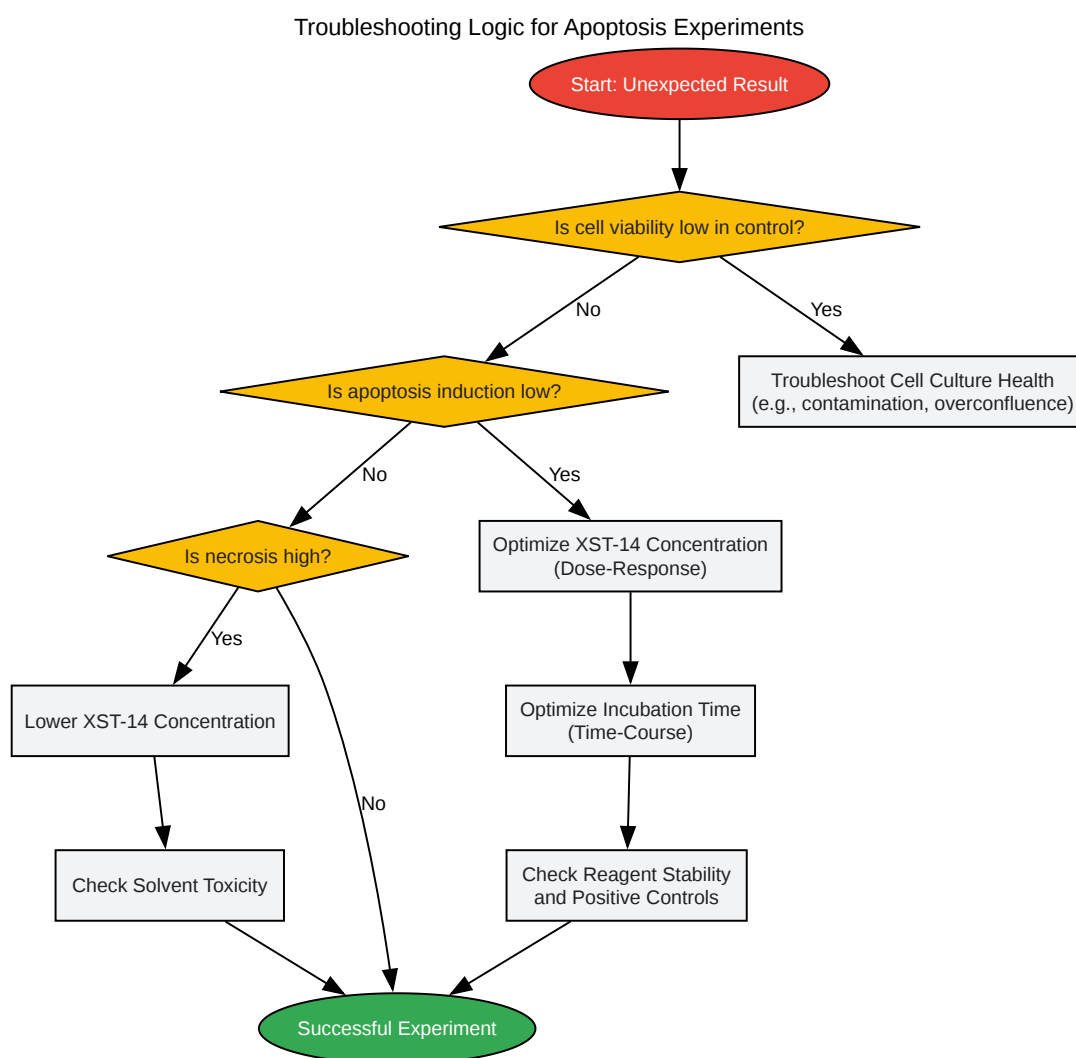 Troubleshooting Logic for Apoptosis Experiments
Start: Unexpected Result
Is cell viability low in control?
No
Yes
Is apoptosis induction low?
Troubleshoot Cell Culture Health
(e.g., contamination, overconfluence)
No
Yes
Is necrosis high?
Optimize XST-14 Concentration
(Dose-Response)
Yes
Lower XST-14 Concentration
Optimize Incubation Time
(Time-Course)
No
Check Solvent Toxicity
Check Reagent Stability
and Positive Controls
Successful Experiment